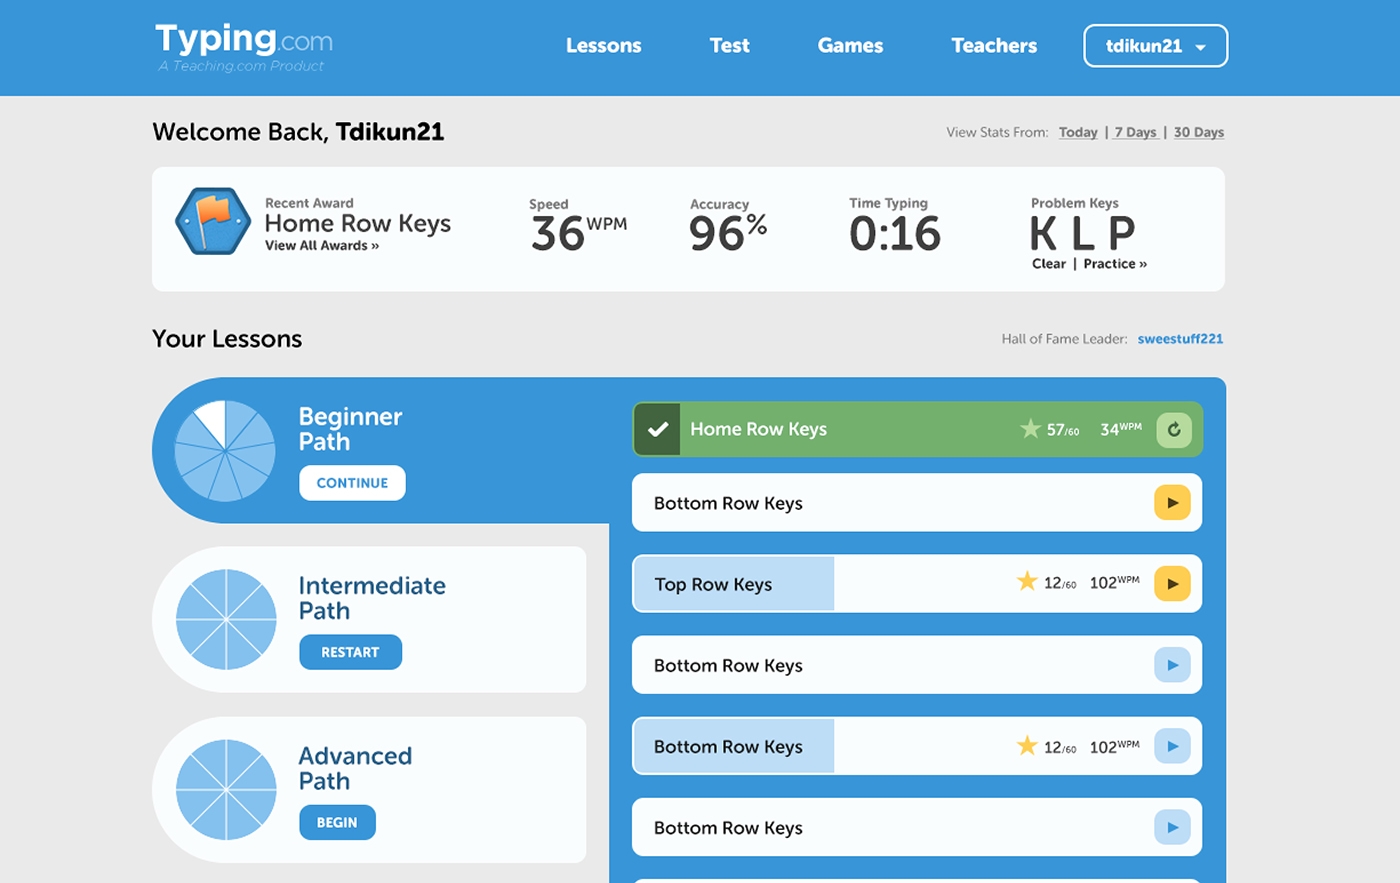 Typing.com
A Teaching.com Product
Lessons Test Games Teachers tdikun21
Welcome Back, Tdikun21
View Stats From: Today | 7 Days | 30 Days
Recent Award
Home Row Keys
View All Awards »
Speed
36 WPM
Accuracy
96%
Time Typing
0:16
Problem Keys
K L P
Clear | Practice »
Your Lessons
Hall of Fame Leader: sweestuff221
Beginner
Path
CONTINUE
Intermediate
Path
RESTART
Advanced
Path
BEGIN
Home Row Keys 57/60 34WPM
Bottom Row Keys
Top Row Keys 12/60 102WPM
Bottom Row Keys
Bottom Row Keys 12/60 102WPM
Bottom Row Keys